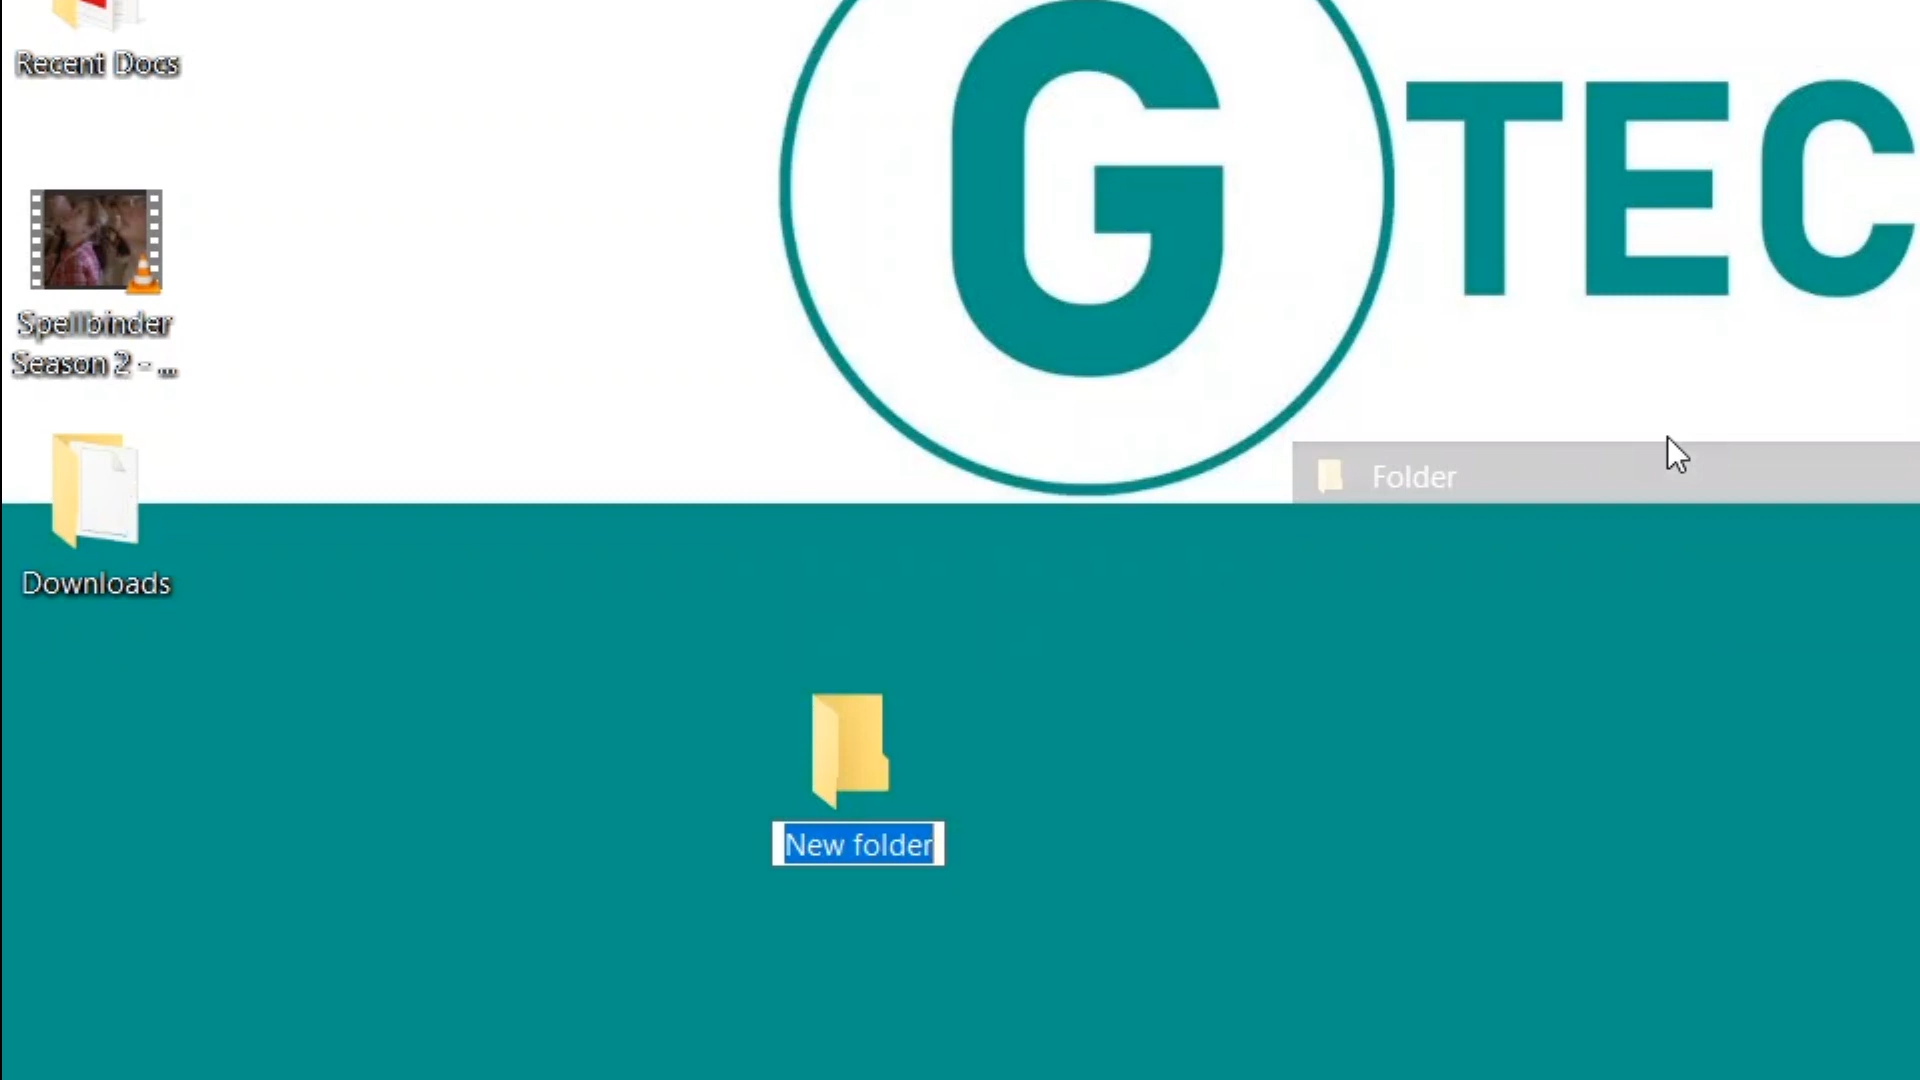 Recent Docs
G TEC
Spellbinder
Season 2 - ...
Folder
Downloads
New folder